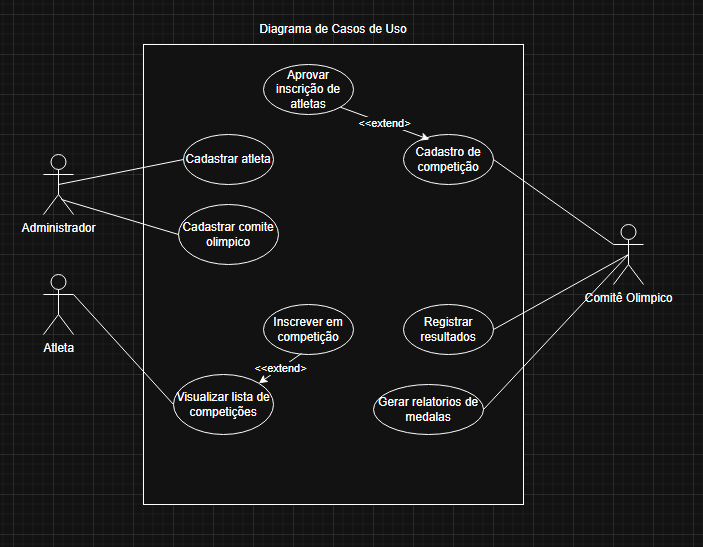 Diagrama de Casos de Uso
Aprovar
inscrição de
atletas
<<extend>>
Cadastro de
competição
Cadastrar atleta
Administrador
Cadastrar comite
olimpico
Comitê Olimpico
Atleta
Inscrever em
competição
Registrar
resultados
<<extend>>
Visualizar lista de
competições
Gerar relatorios de
medalas